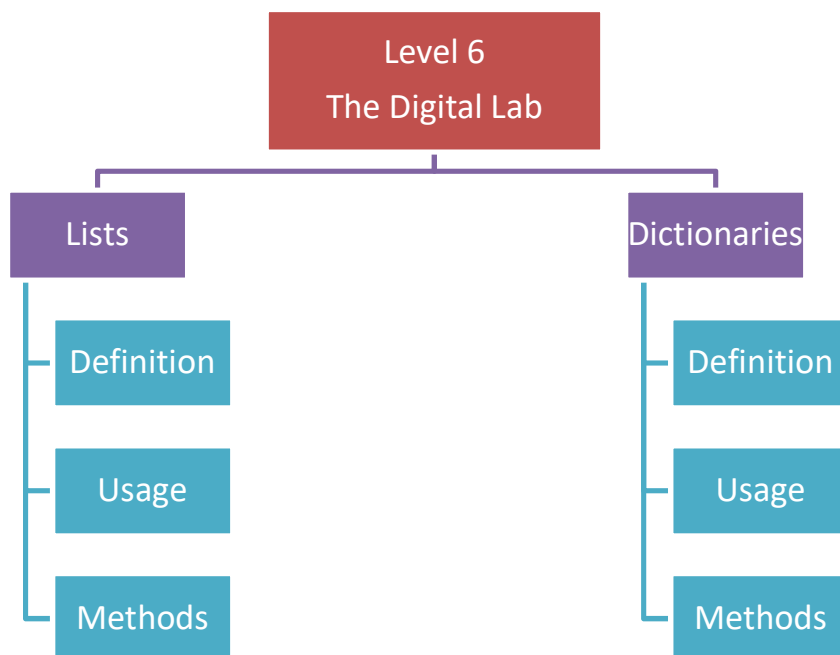 Level 6
The Digital Lab
Lists
Dictionaries
Definition
Definition
Usage
Usage
Methods
Methods